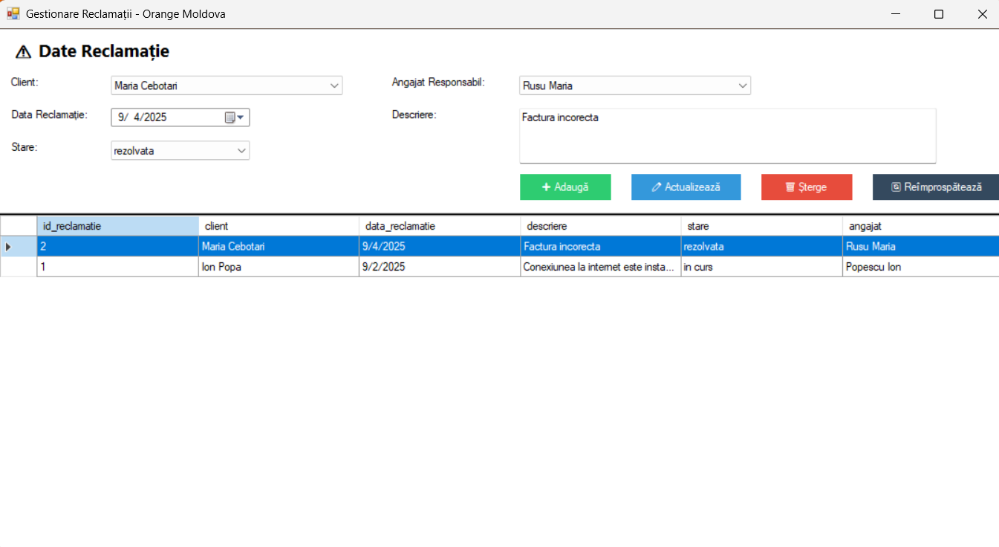 Gestionare Reclamații - Orange Moldova
Date Reclamație
Client: Maria Cebotari Angajat Responsabil: Rusu Maria
Data Reclamație: 9/ 4/2025 Descriere: Factura incorecta
Stare: rezolvata
Adaugă Actualizează Șterge Reîmprospătează
id_reclamatie client data_reclamatie descriere stare angajat
2 Maria Cebotari 9/4/2025 Factura incorecta rezolvata Rusu Maria
1 Ion Popa 9/2/2025 Conexiunea la internet este insta... in curs Popescu Ion